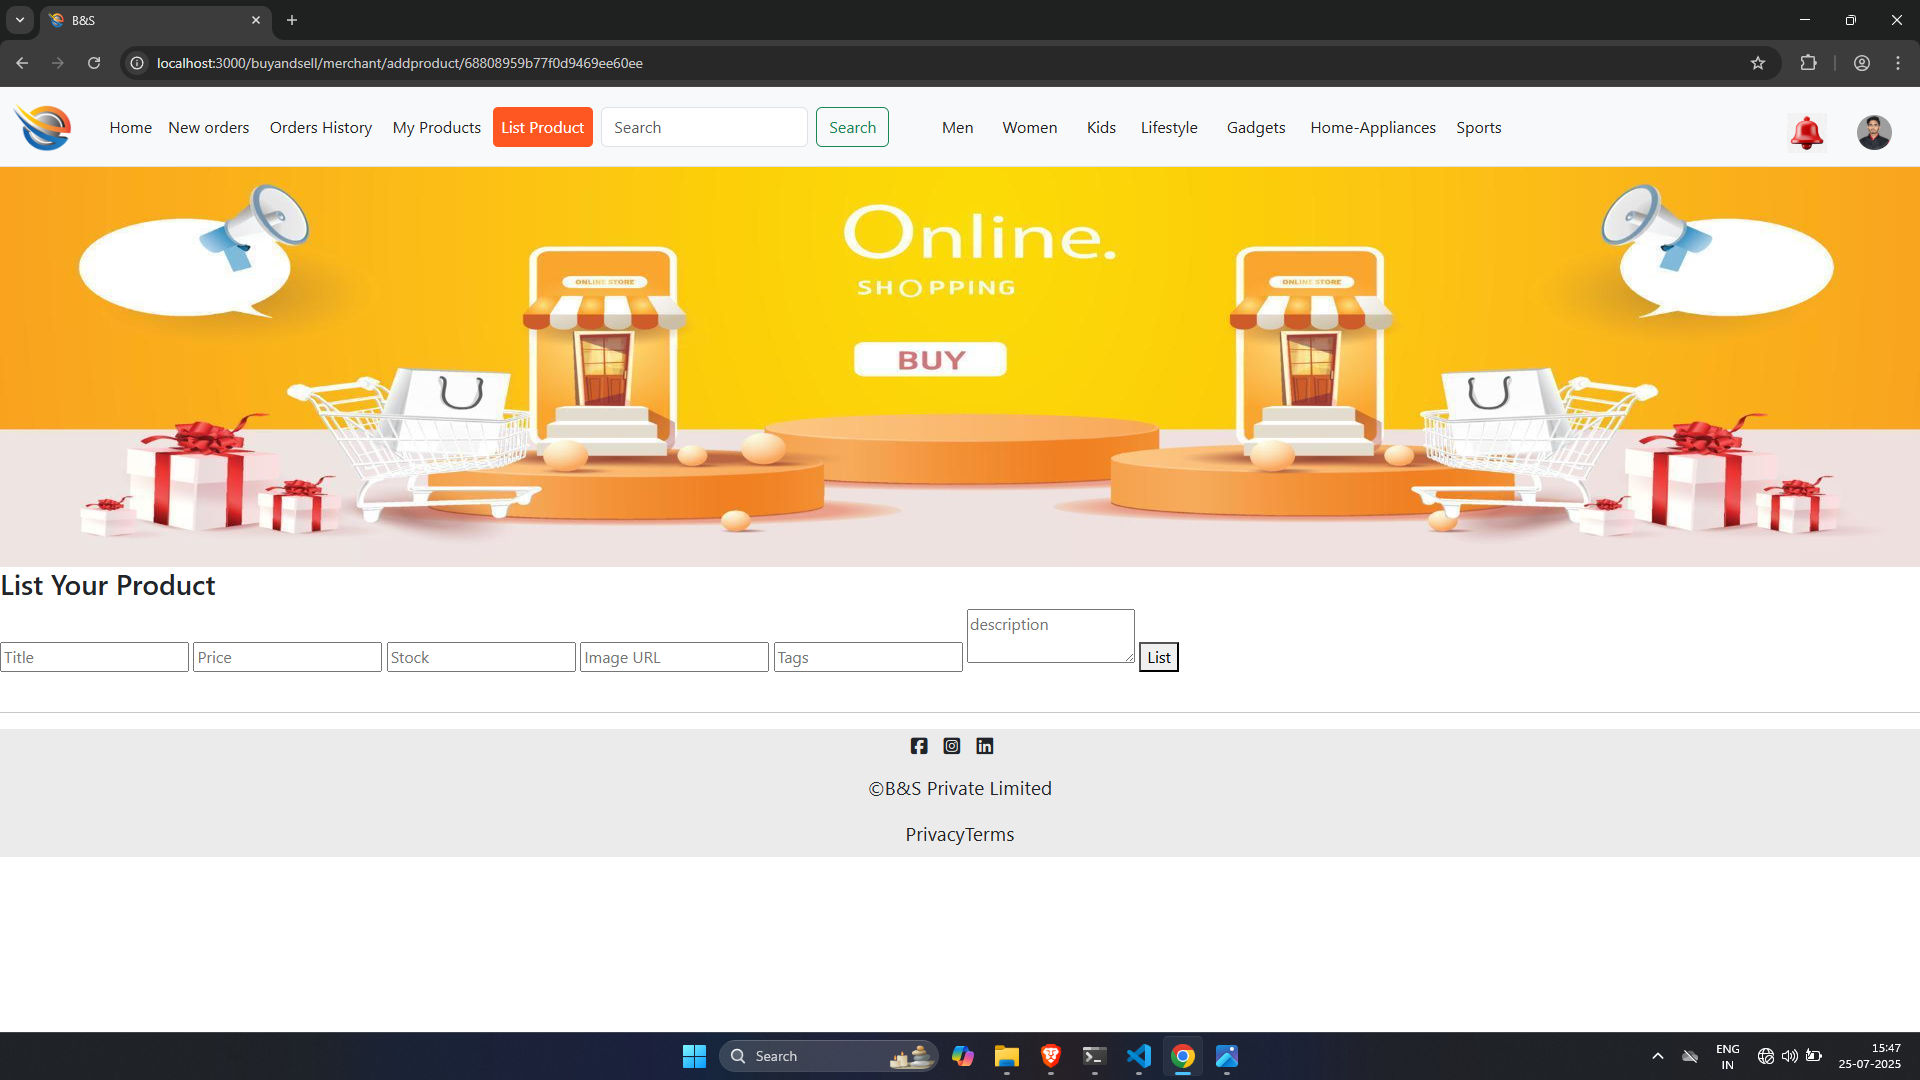 B&S
localhost:3000/buyandsell/merchant/addproduct/68808959b77f0d9469ee60ee
Home New orders Orders History My Products List Product Search Search Men Women Kids Lifestyle Gadgets Home-Appliances Sports
Online.
SHOPPING
ONLINE STORE ONLINE STORE
BUY
List Your Product
description
Title Price Stock Image URL Tags List
©B&S Private Limited
PrivacyTerms
Search
ENG
IN
15:47
25-07-2025